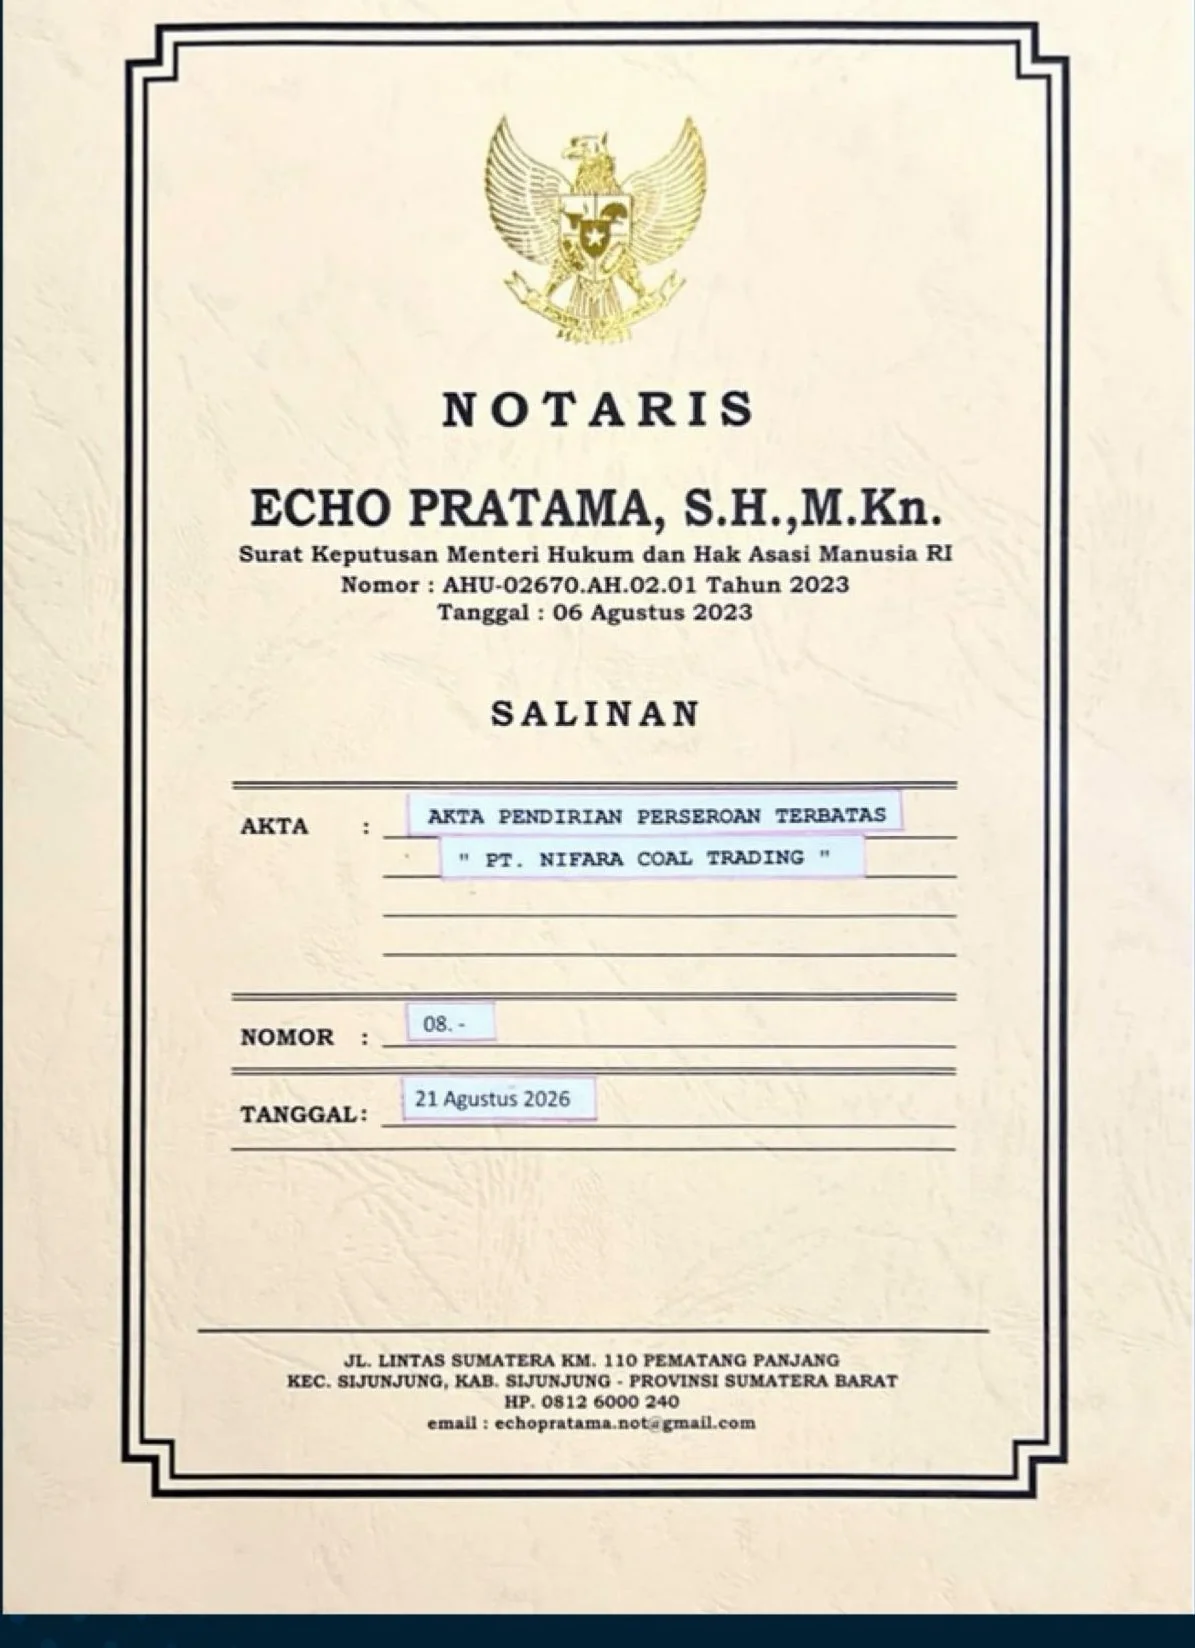 NOTARIS
ECHO PRATAMA, S.H.,M.Kn.
Surat Keputusan Menteri Hukum dan Hak Asasi Manusia RI
Nomor : AHU-02670.AH.02.01 Tahun 2023
Tanggal : 06 Agustus 2023
SALINAN
AKTA : AKTA PENDIRIAN PERSEROAN TERBATAS
" PT. NIFARA COAL TRADING "
NOMOR : 08. -
TANGGAL : 21 Agustus 2026
JL. LINTAS SUMATERA KM. 110 PEMATANG PANJANG
KEC. SIJUNJUNG, KAB. SIJUNJUNG - PROVINSI SUMATERA BARAT
HP. 0812 6000 240
email : echopratama.not@gmail.com